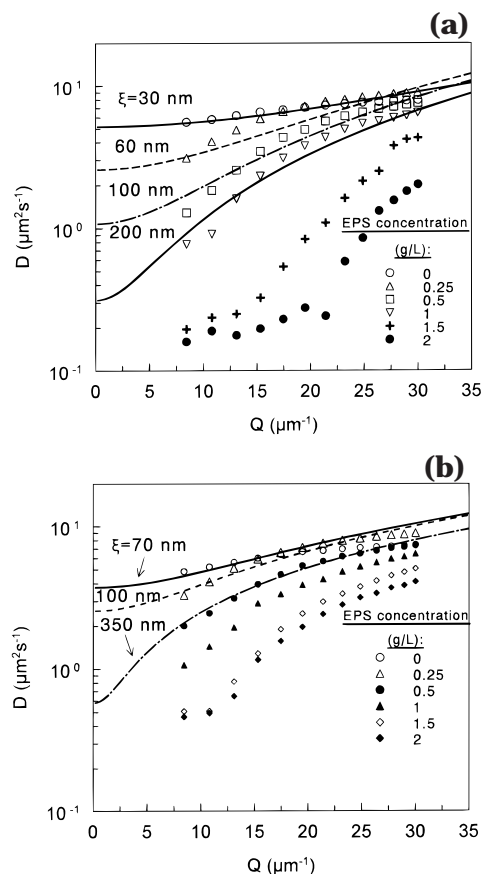 (a)
10¹
ξ=30 nm
60 nm
100 nm
200 nm
10⁰
D (μm²s⁻¹)
EPS concentration
(g/L):
0
0.25
0.5
1
1.5
2
10⁻¹
0 5 10 15 20 25 30 35
Q (μm⁻¹)
(b)
10¹
ξ=70 nm
100 nm
350 nm
10⁰
D (μm²s⁻¹)
EPS concentration
(g/L):
0
0.25
0.5
1
1.5
2
10⁻¹
0 5 10 15 20 25 30 35
Q (μm⁻¹)